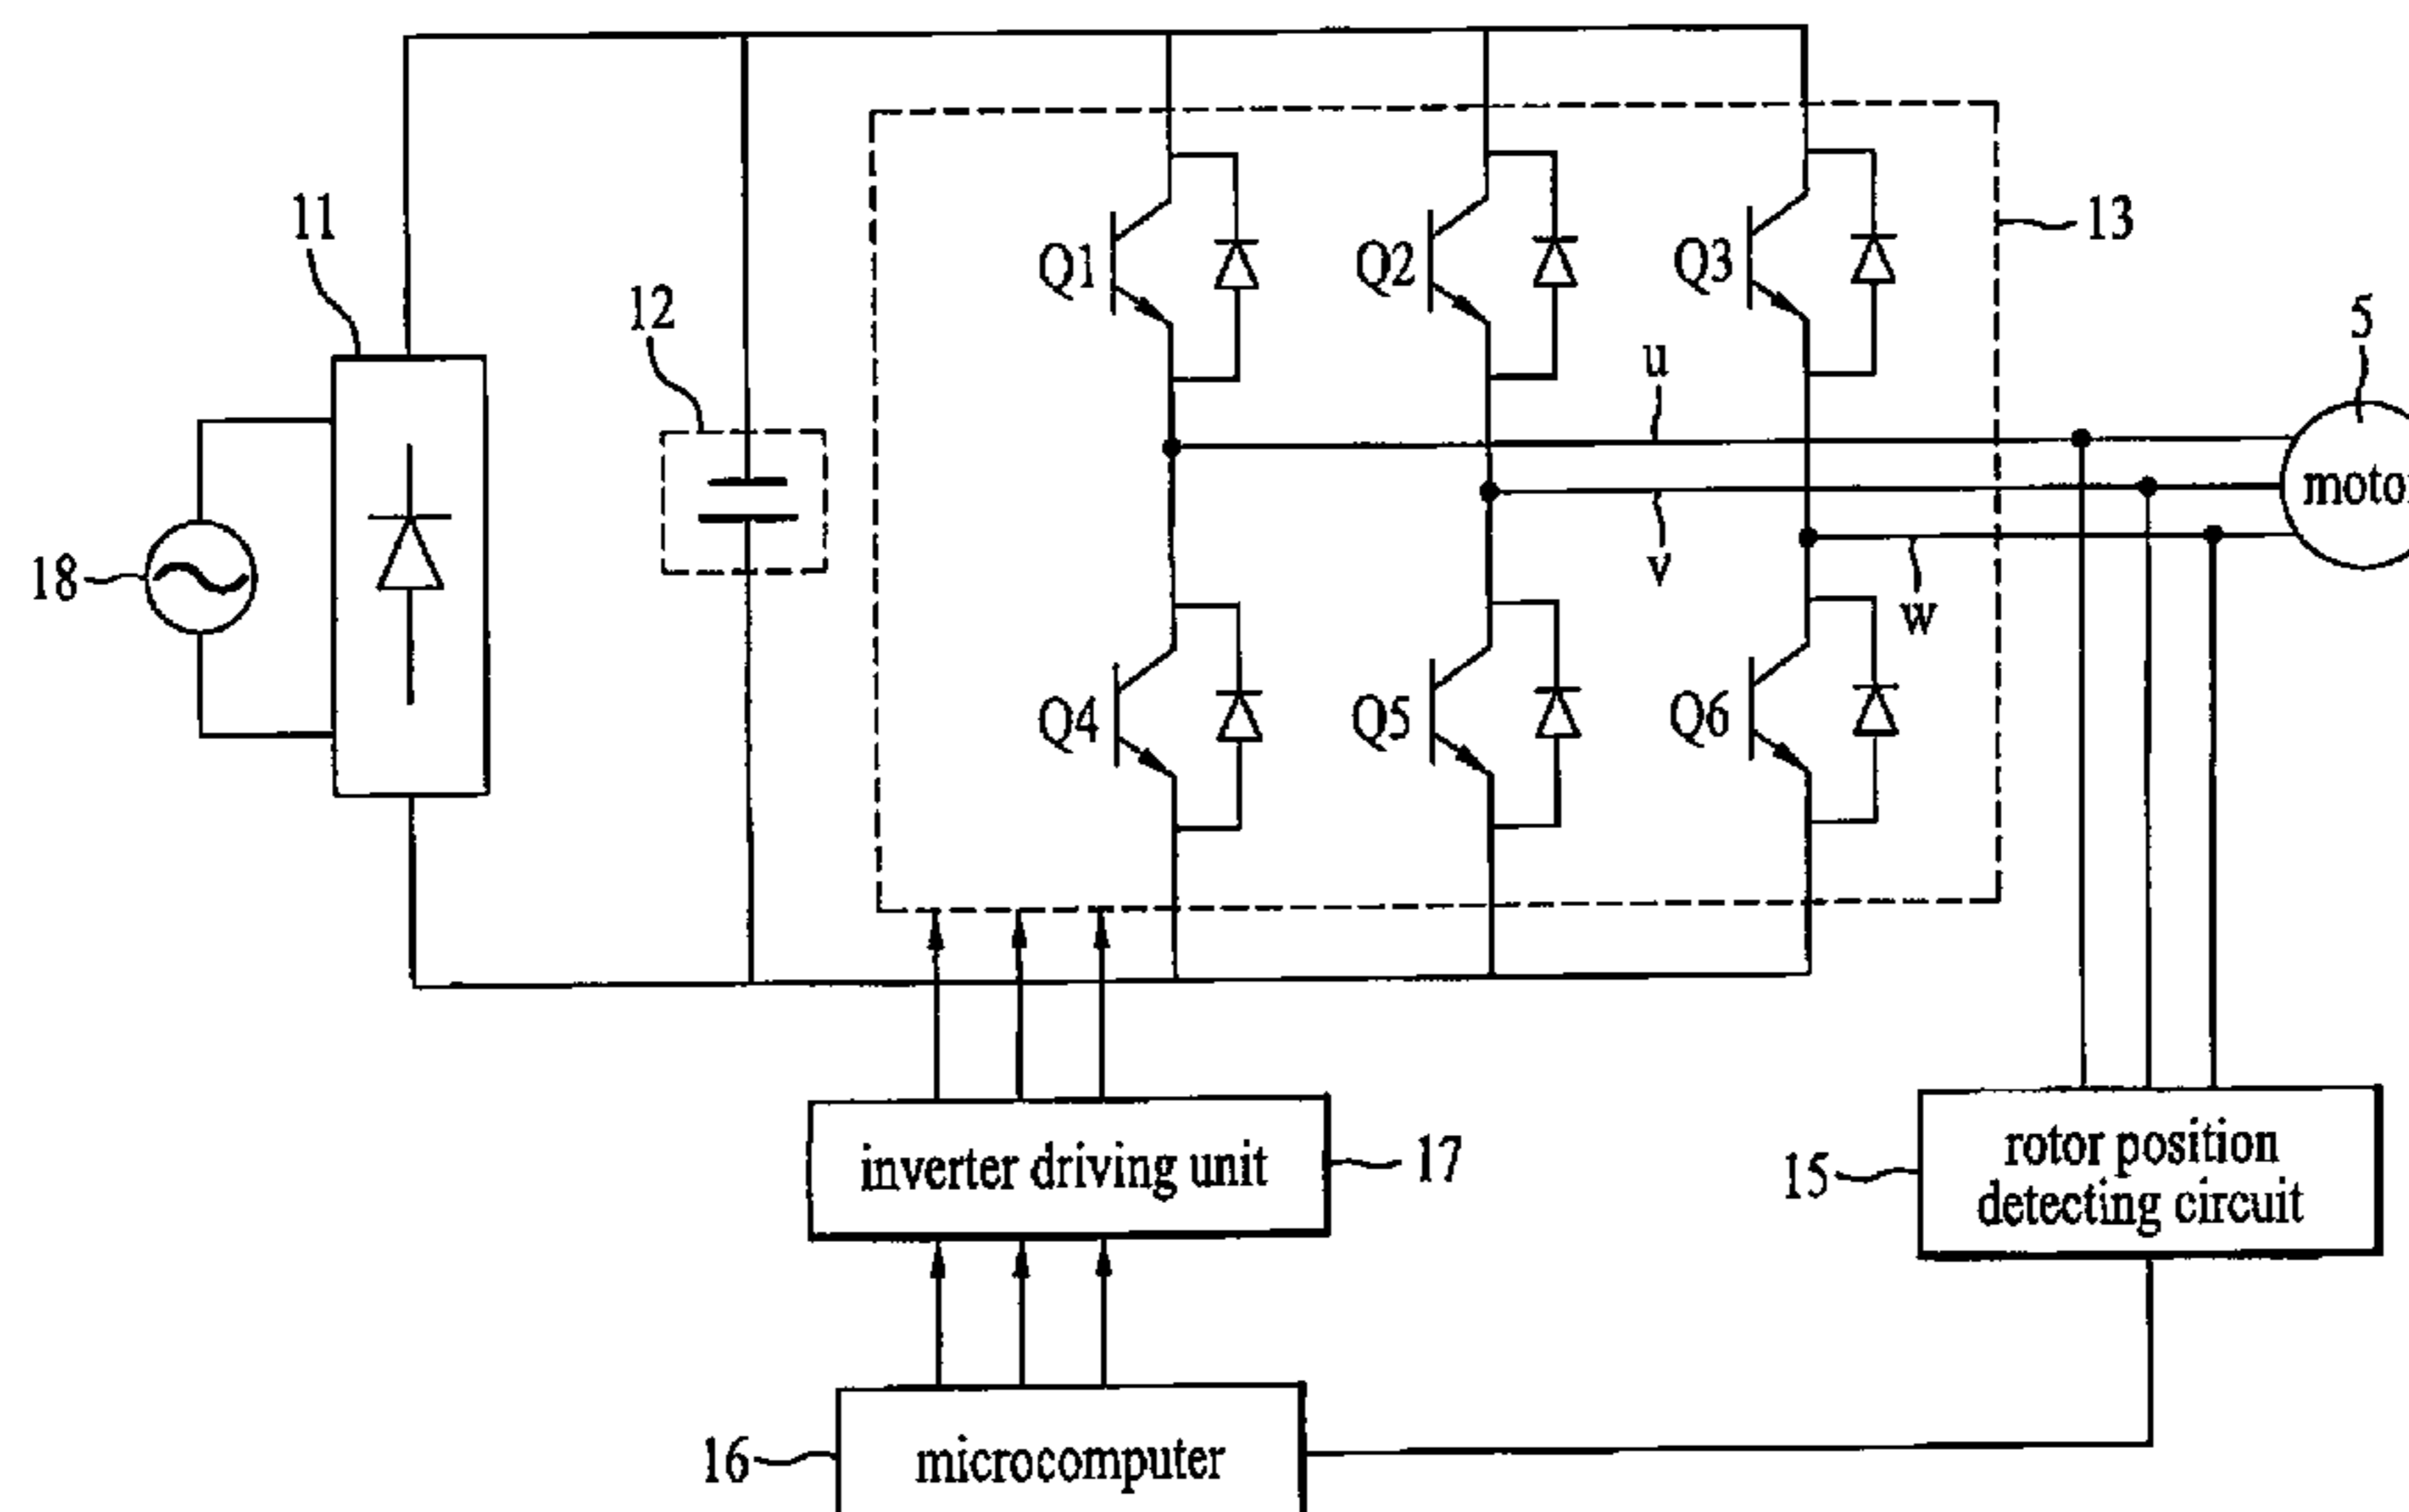 11
12
13
5
18
Q1
Q2
Q3
u
v
w
motor
Q4
Q5
Q6
inverter driving unit
17
15
rotor position
detecting circuit
16
microcomputer